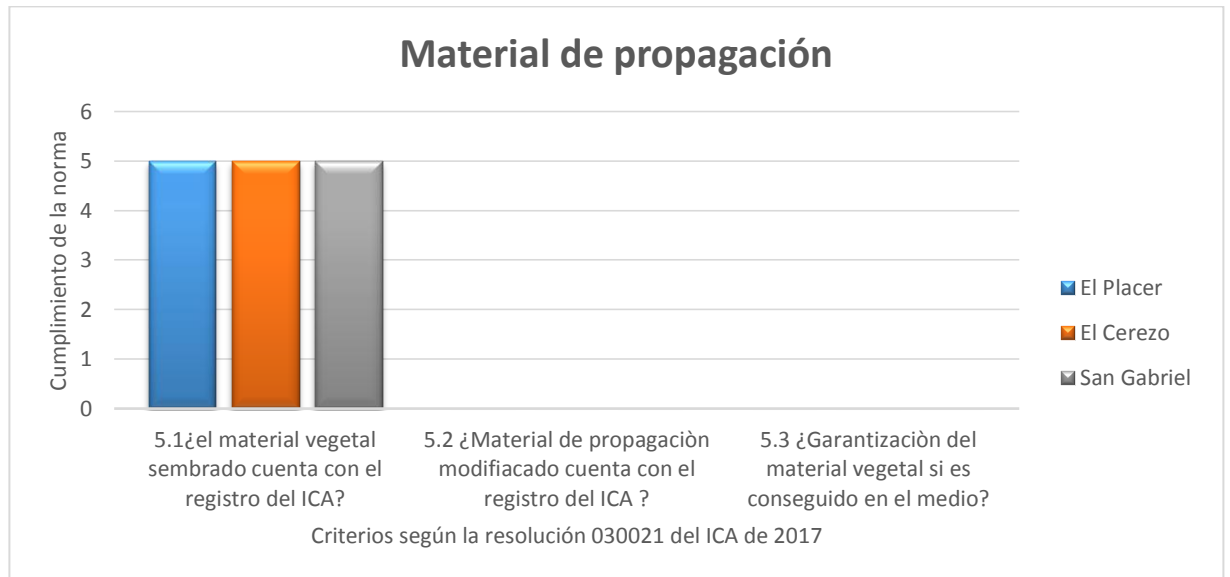 Material de propagación
Cumplimiento de la norma
6
5
4
3
2
1
0
El Placer
El Cerezo
San Gabriel
5.1¿el material vegetal
sembrado cuenta con el
registro del ICA?
5.2 ¿Material de propagaciòn
modifiacado cuenta con el
registro del ICA ?
5.3 ¿Garantizaciòn del
material vegetal si es
conseguido en el medio?
Criterios según la resolución 030021 del ICA de 2017